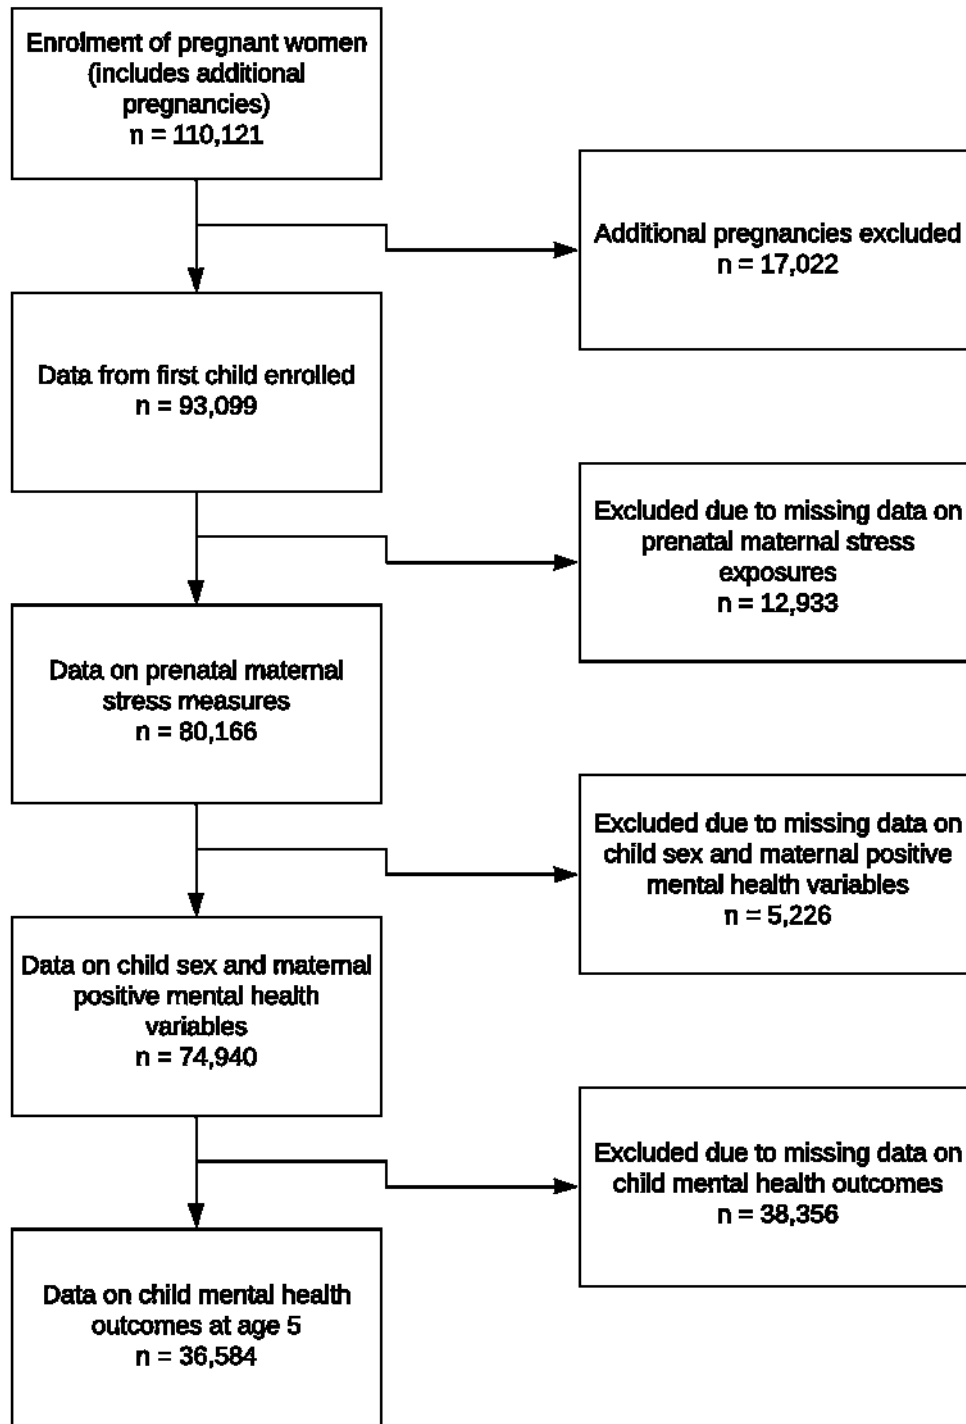 Enrolment of pregnant women
(includes additional
pregnancies)
n = 110,121
Additional pregnancies excluded
n = 17,022
Data from first child enrolled
n = 93,099
Excluded due to missing data on
prenatal maternal stress
exposures
n = 12,933
Data on prenatal maternal
stress measures
n = 80,166
Excluded due to missing data on
child sex and maternal positive
mental health variables
n = 5,226
Data on child sex and maternal
positive mental health
variables
n = 74,940
Excluded due to missing data on
child mental health outcomes
n = 38,356
Data on child mental health
outcomes at age 5
n = 36,584